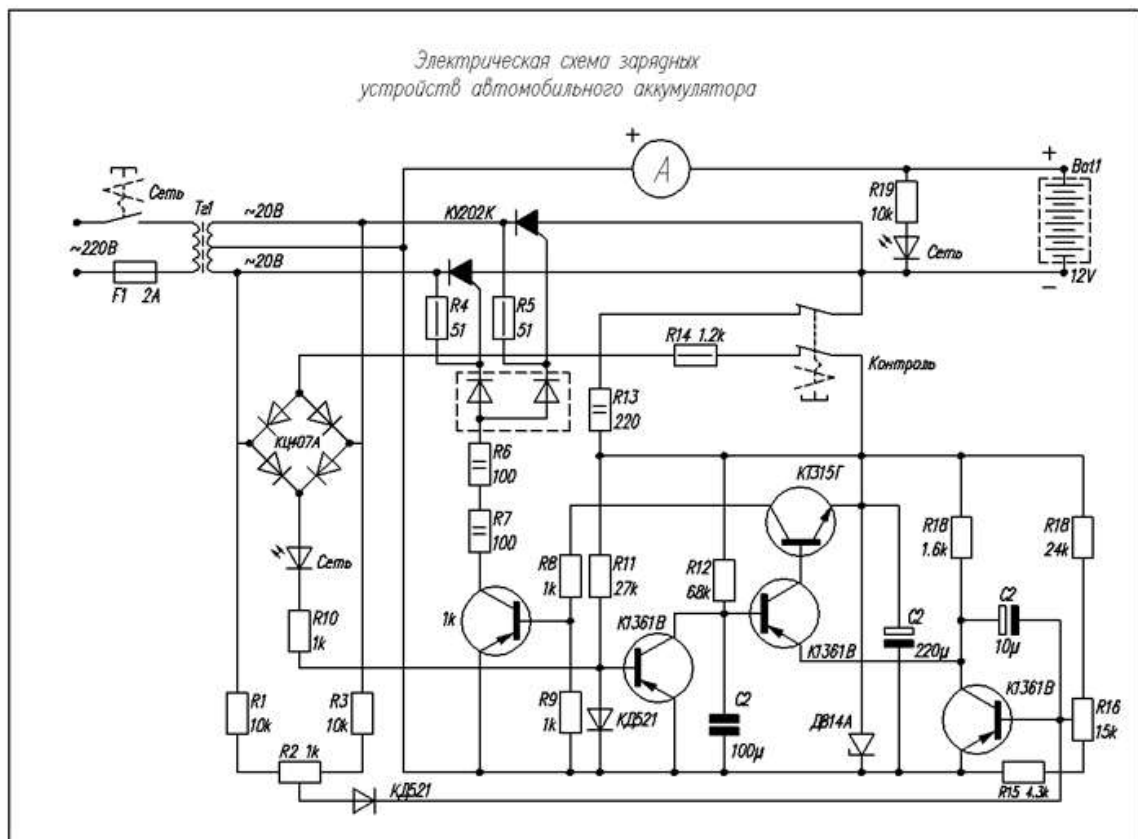 Электрическая схема зарядных
устройств автомобильного аккумулятора
+
А
+
Bat1
Сеть
Tr1
~20В
КУ202К
R19
10k
~220В
~20В
Сеть
F1 2А
−
12V
R4
51
R5
51
R14 1.2k
Контроль
КЦ407А
R13
220
R6
100
КТ315Г
R7
100
R18
1.6k
R18
24k
Сеть
R8
1k
R11
27k
R12
68k
C2
10µ
1k
КТ361В
R10
1k
КТ361В
C2
220µ
КТ361В
R1
10k
R3
10k
R9
1k
КД521
C2
100µ
Д814А
R16
15k
R2 1k
КД521
R15 4.3k